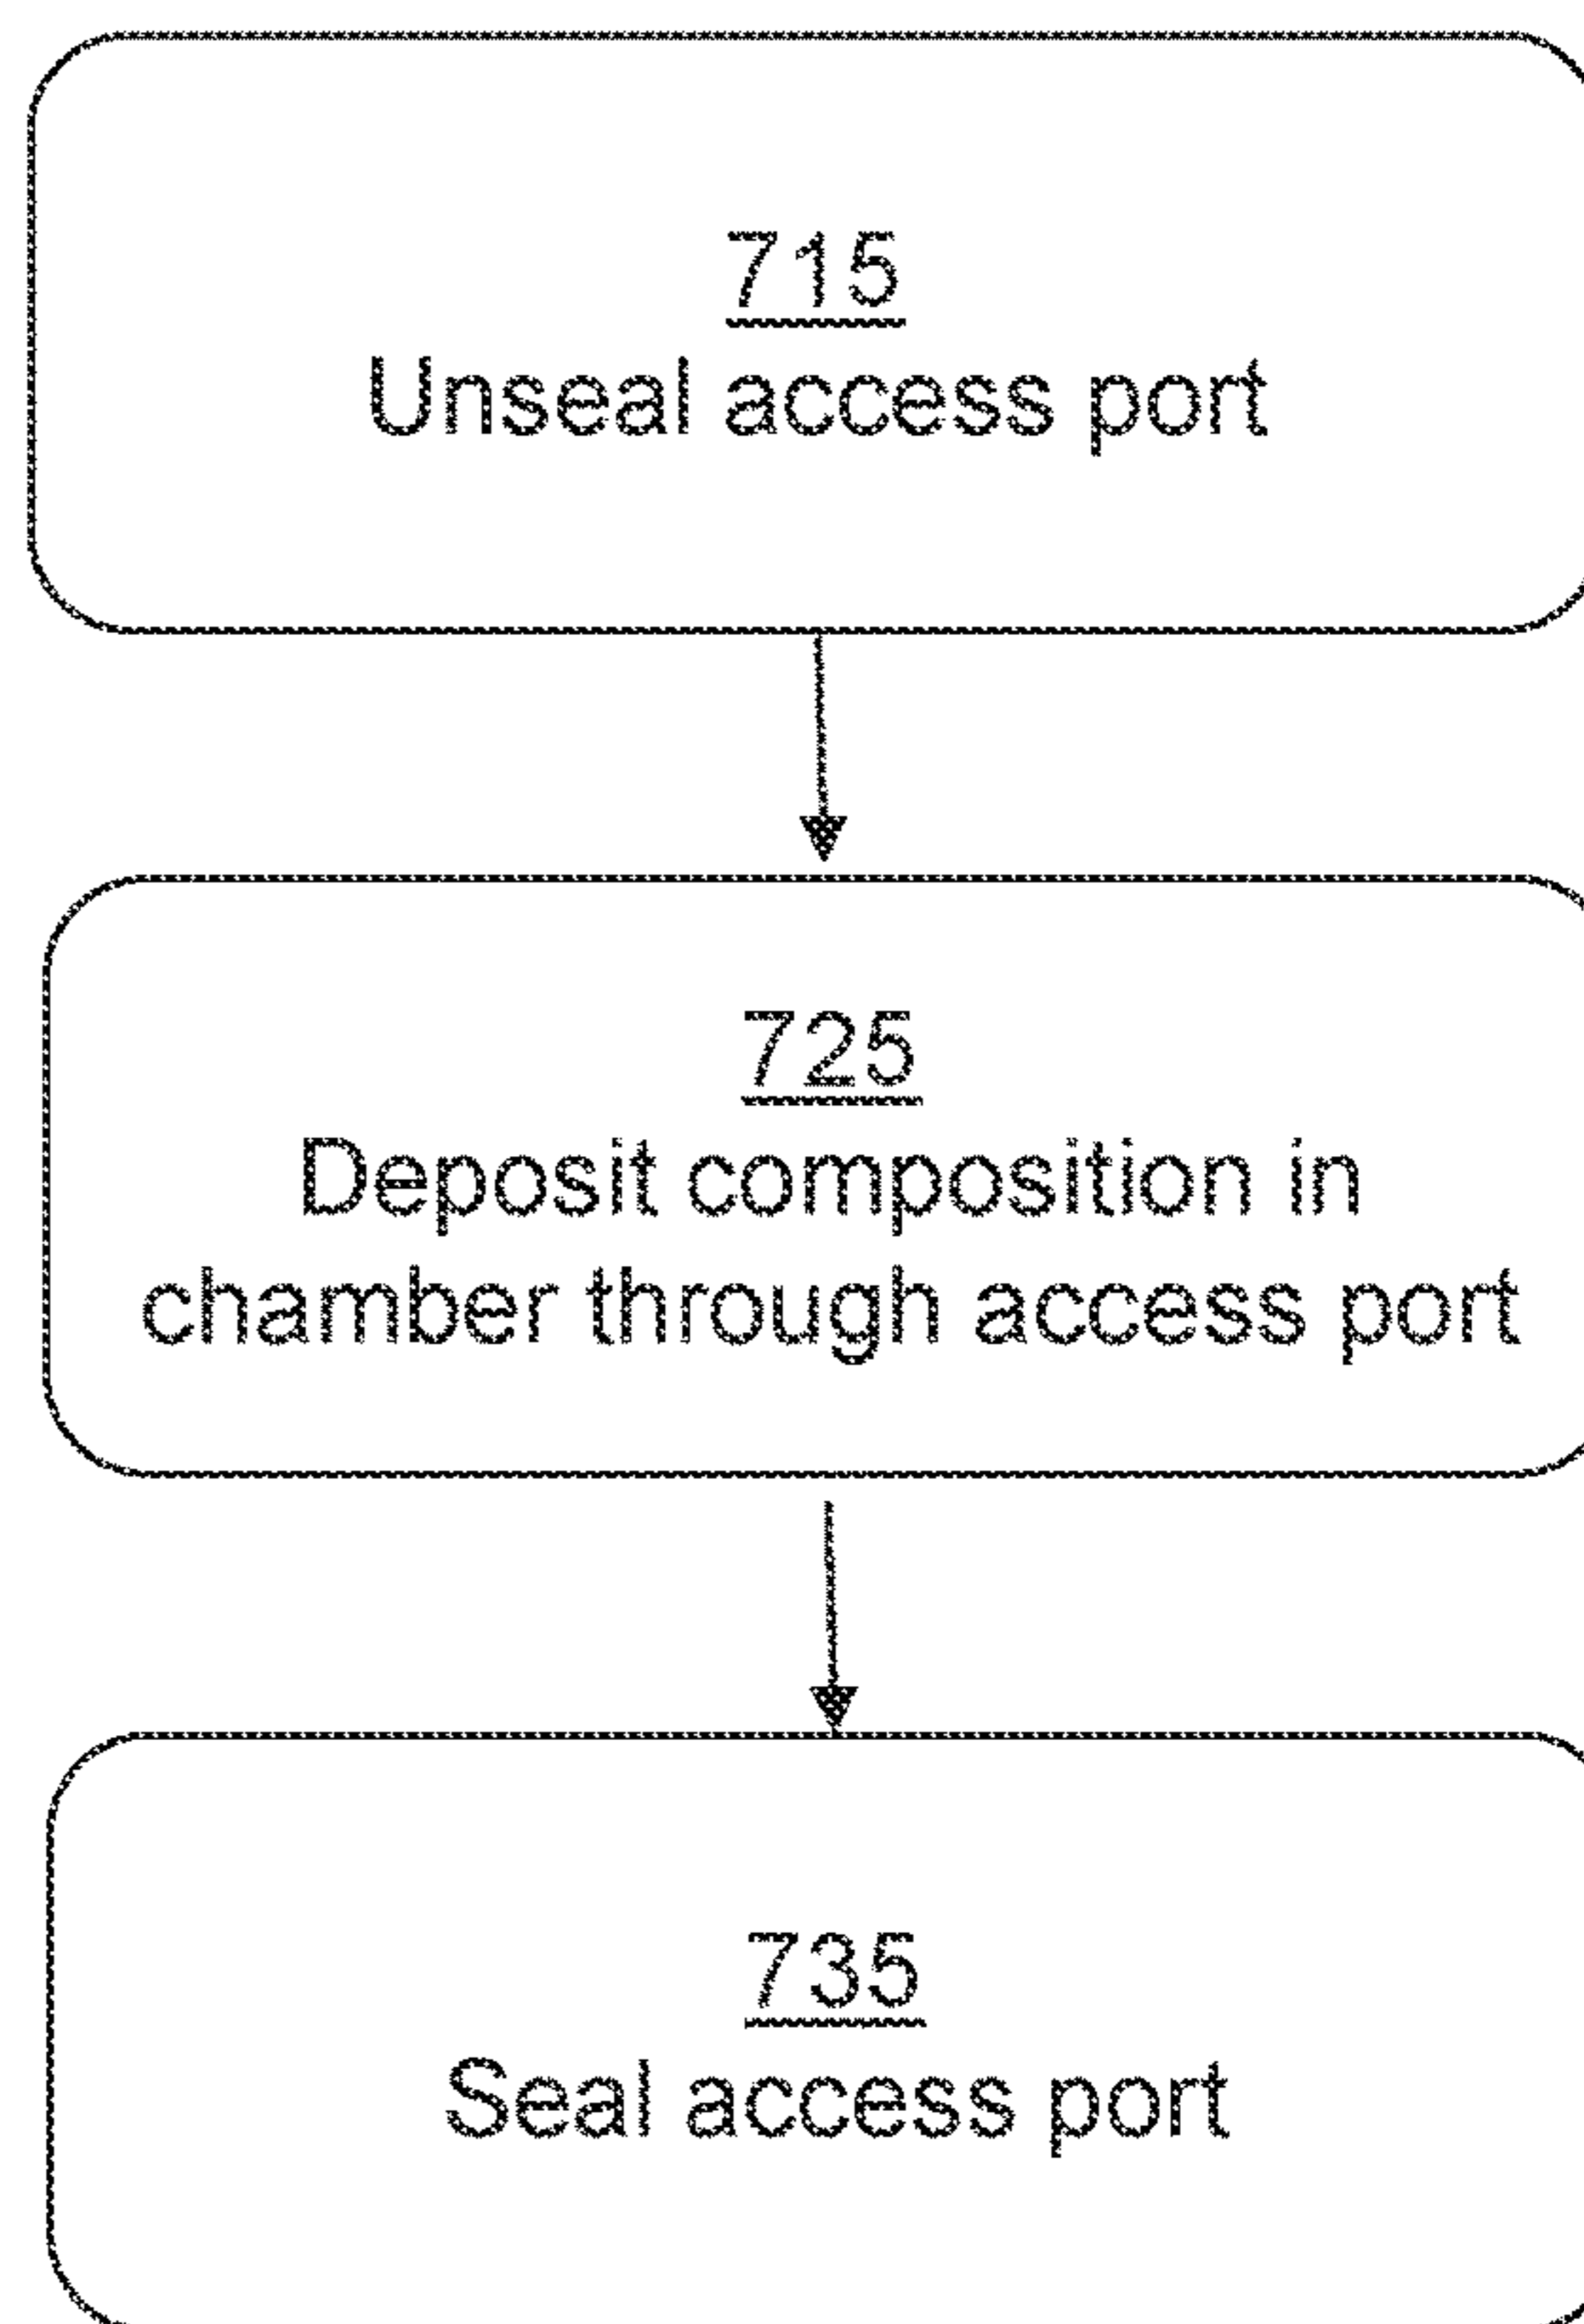 715
Unseal access port
725
Deposit composition in
chamber through access port
735
Seal access port